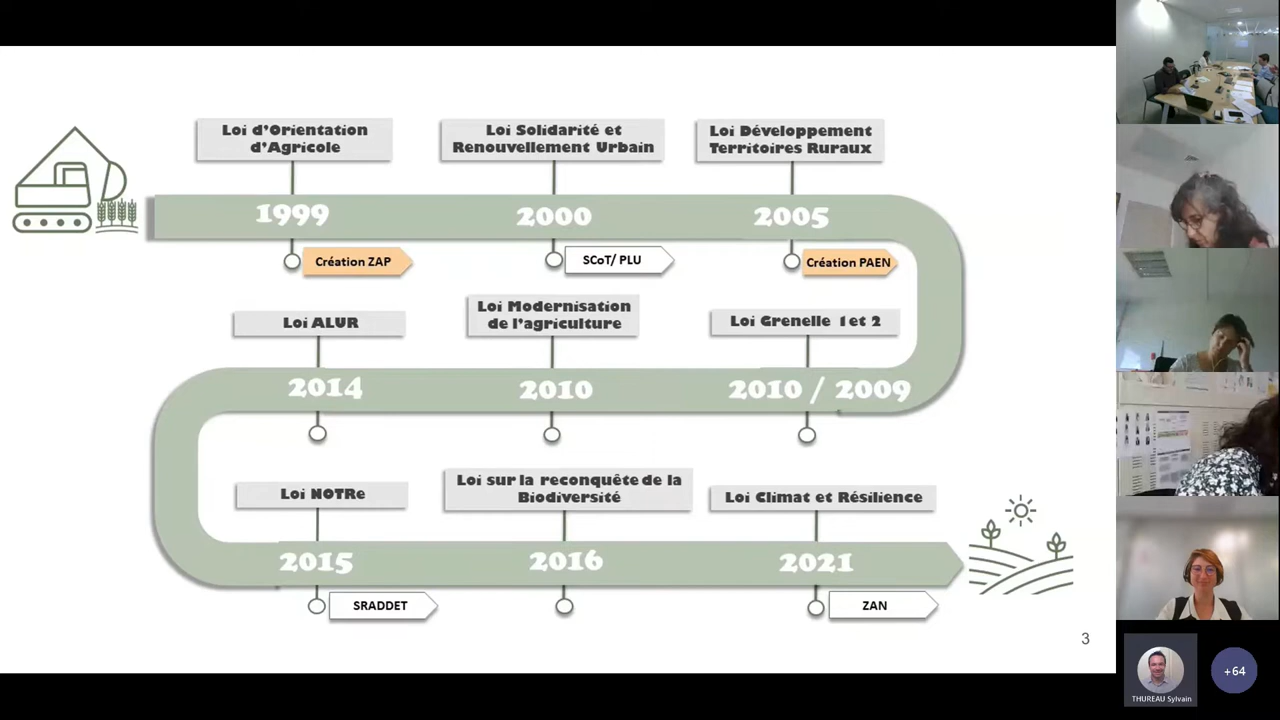 Loi d'Orientation
d'Agricole
Loi Solidarité et
Renouvellement Urbain
Loi Développement
Territoires Ruraux
1999
2000
2005
Création ZAP
SCoT/ PLU
Création PAEN
Loi ALUR
Loi Modernisation
de l'agriculture
Loi Grenelle 1et 2
2014
2010
2010 / 2009
Loi NOTRe
Loi sur la reconquête de la
Biodiversité
Loi Climat et Résilience
2015
2016
2021
SRADDET
ZAN
3
THUREAU Sylvain
+64